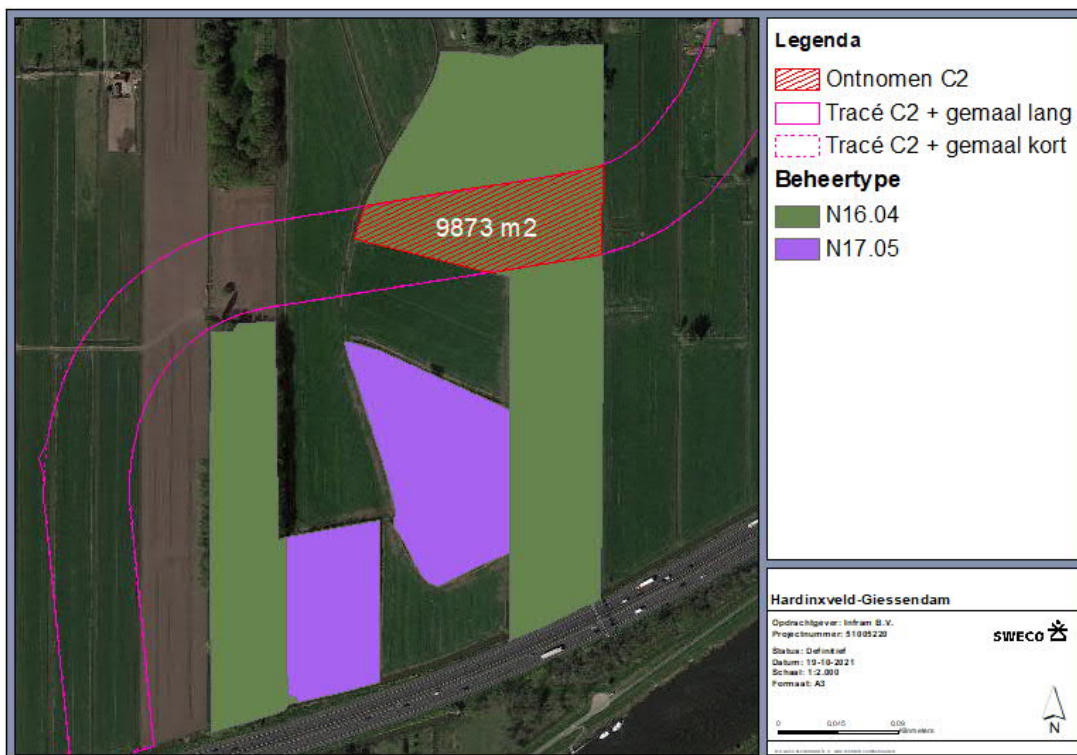 9873 m2
Legenda
Ontnomen C2
Tracé C2 + gemaal lang
Tracé C2 + gemaal kort
Beheertype
N16.04
N17.05
Hardinxveld-Giessendam
Opdrachtgever: Infram B.V.
Projectnummer: 51005220
SWECO
Status: Definitief
Datum: 19-10-2021
Schaal: 1:2.000
Formaat: A3
0 0,045 0,09
Kilometers
N